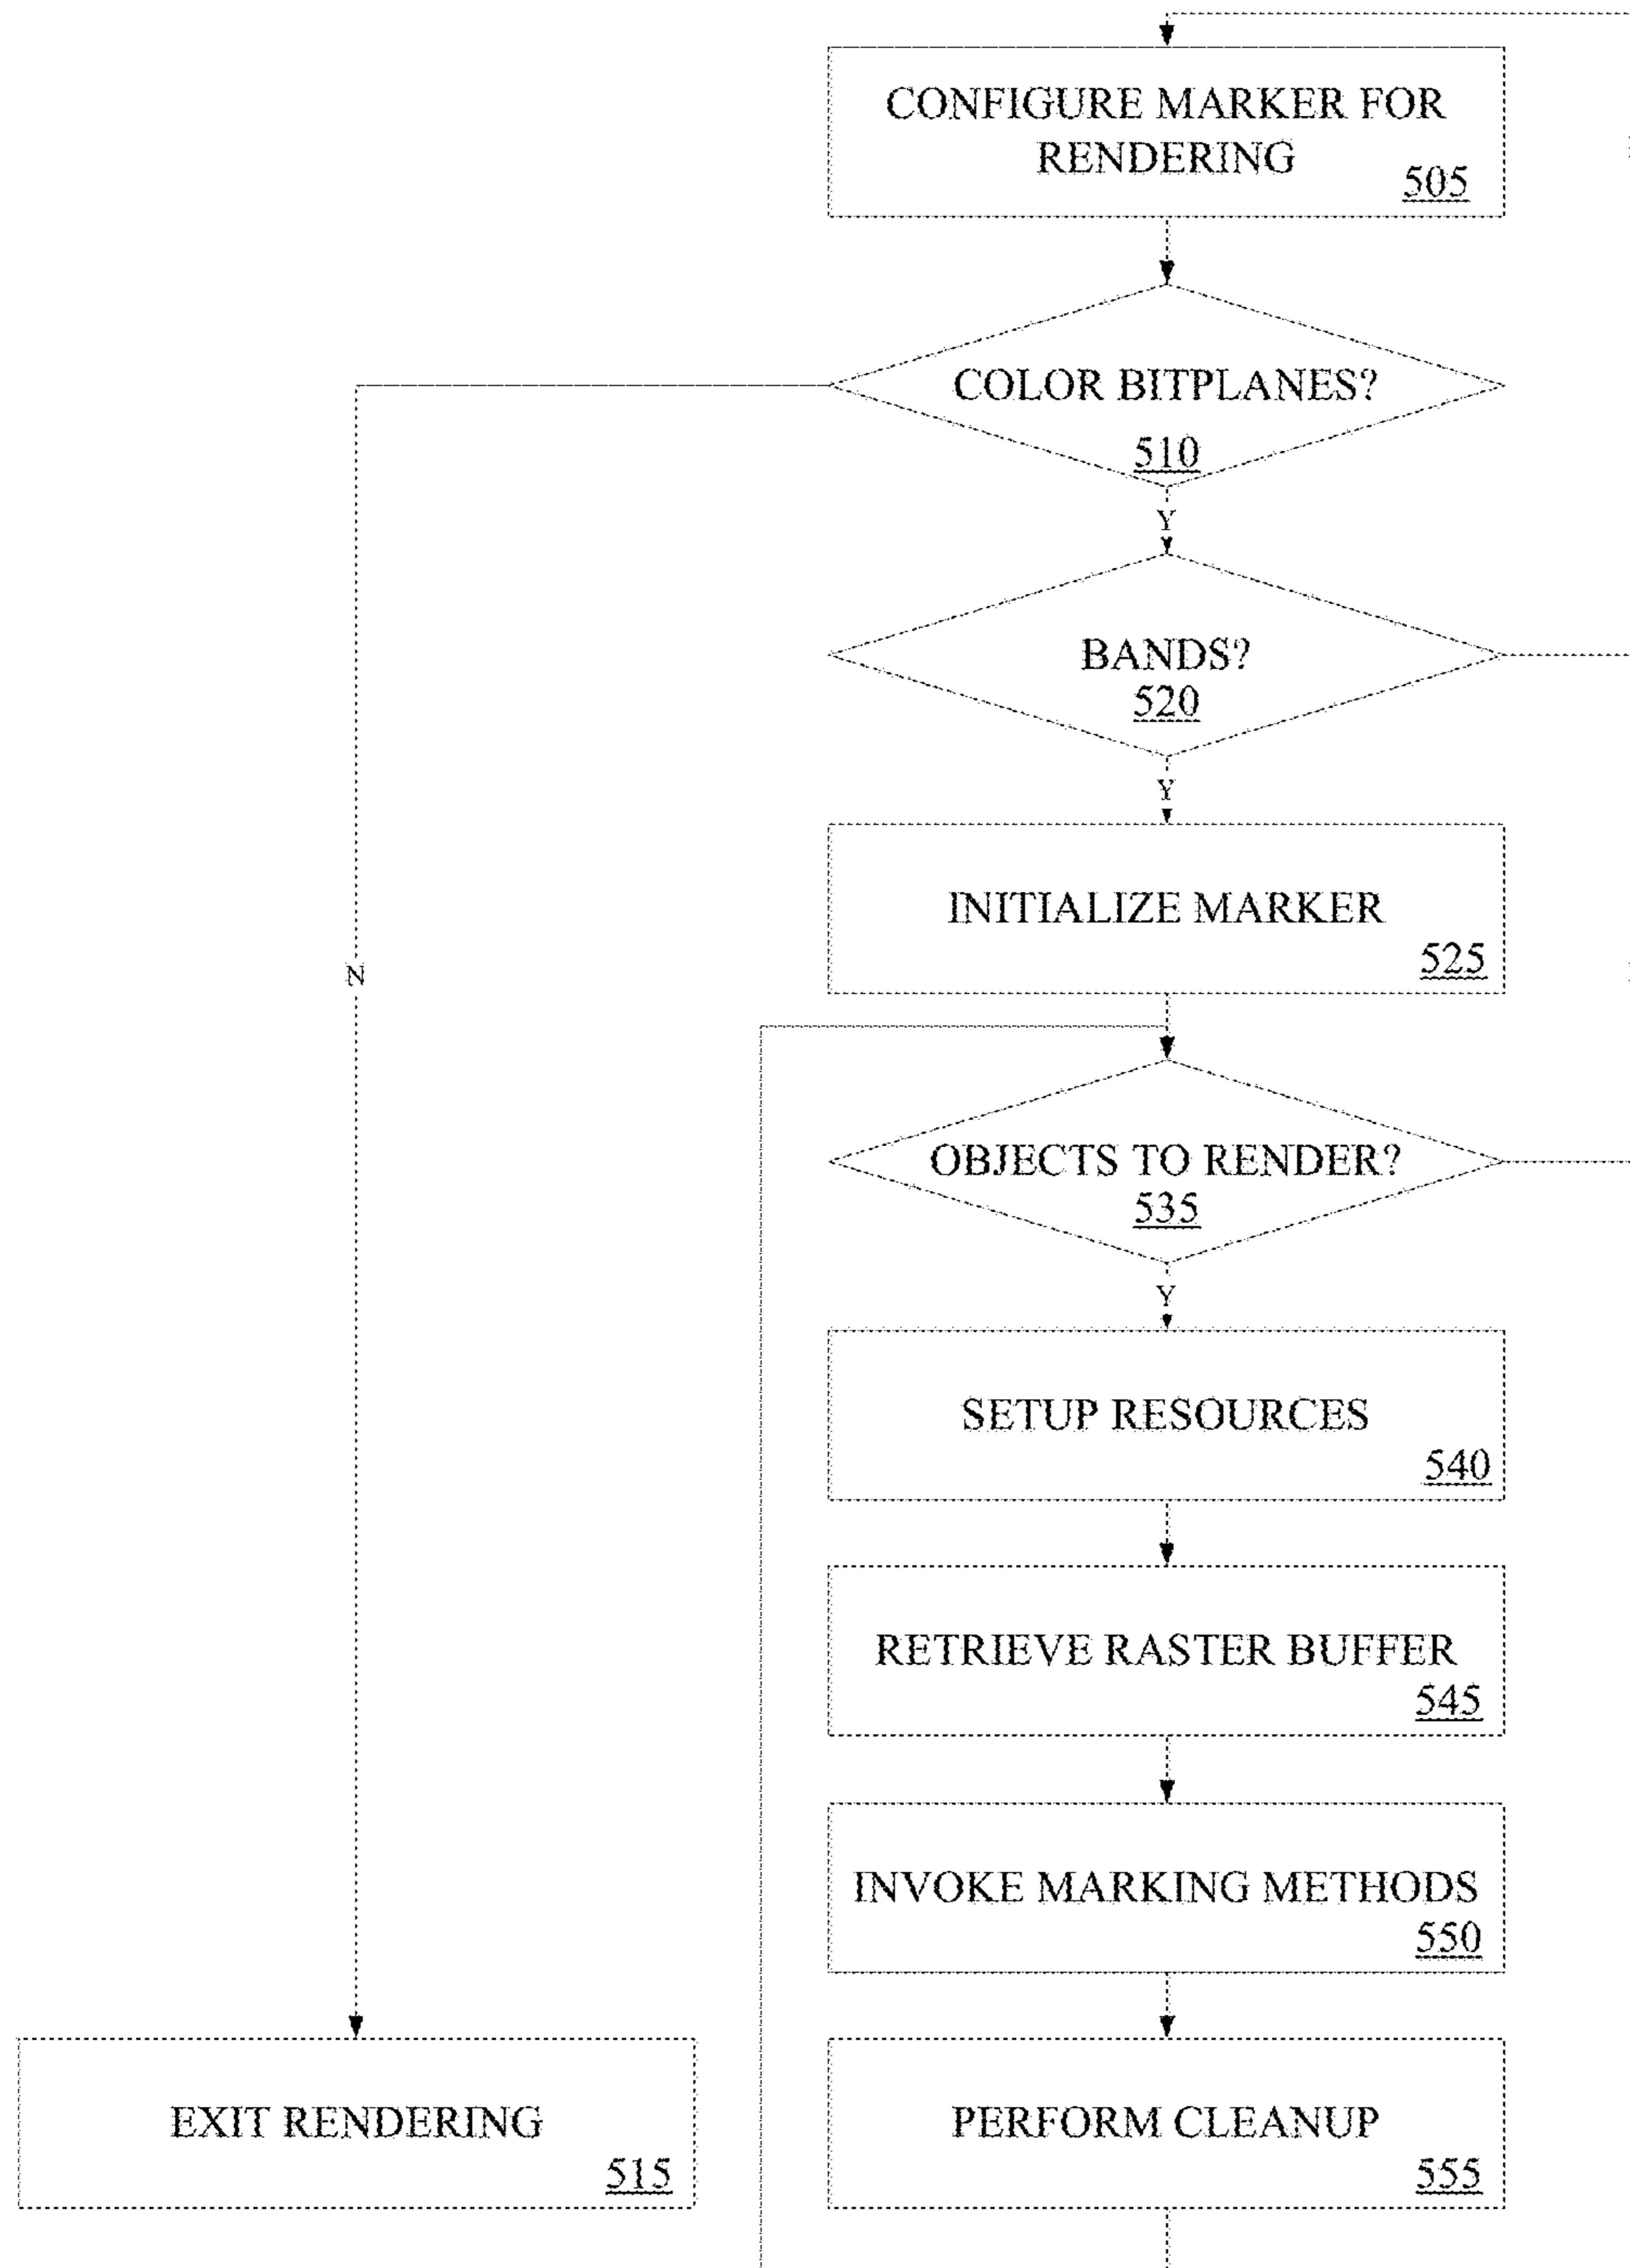 CONFIGURE MARKER FOR
RENDERING
505
COLOR BITPLANES?
510
Y
BANDS?
520
Y
INITIALIZE MARKER
525
N
OBJECTS TO RENDER?
535
Y
SETUP RESOURCES
540
RETRIEVE RASTER BUFFER
545
INVOKE MARKING METHODS
550
EXIT RENDERING
515
PERFORM CLEANUP
555